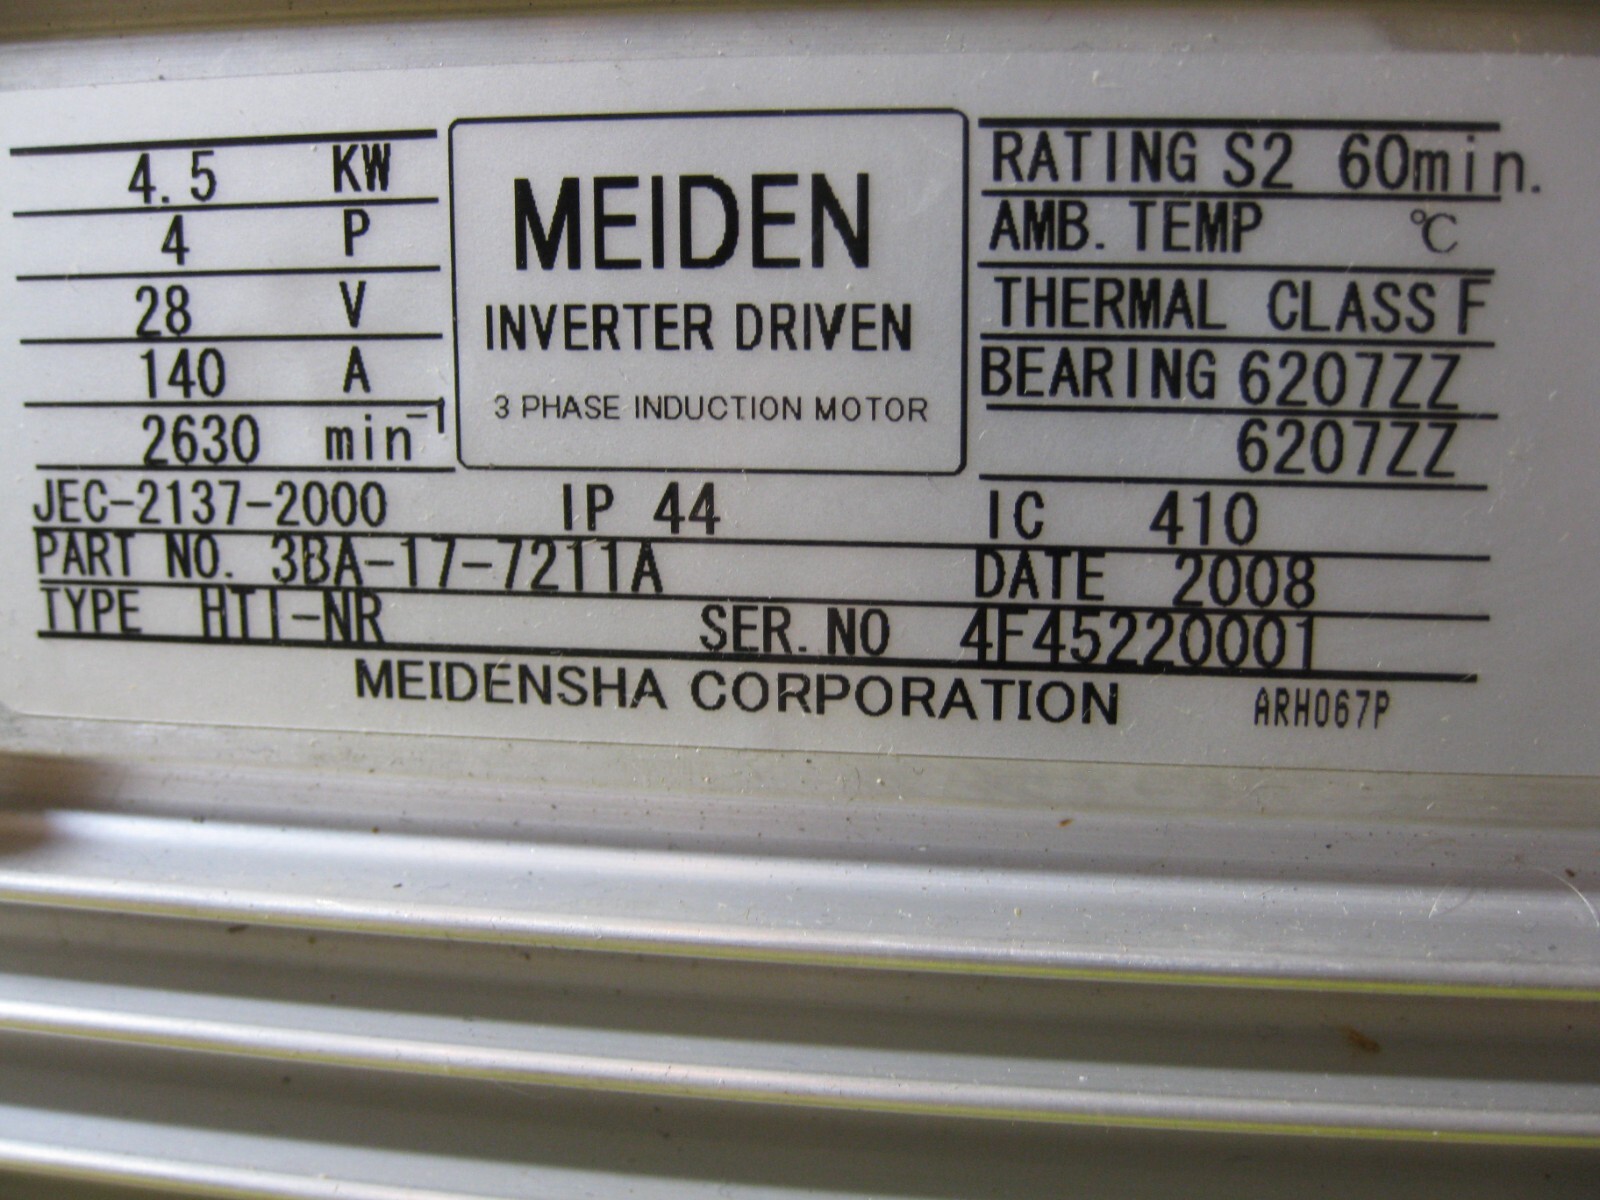 4.5 KW
4 P
28 V
140 A
2630 min⁻¹
MEIDEN
INVERTER DRIVEN
3 PHASE INDUCTION MOTOR
RATING S2 60min.
AMB. TEMP ℃
THERMAL CLASS F
BEARING 6207ZZ
6207ZZ
JEC-2137-2000 IP 44 IC 410
PART NO. 3BA-17-7211A DATE 2008
TYPE HTI-NR SER. NO 4F45220001
MEIDENSHA CORPORATION ARH067P